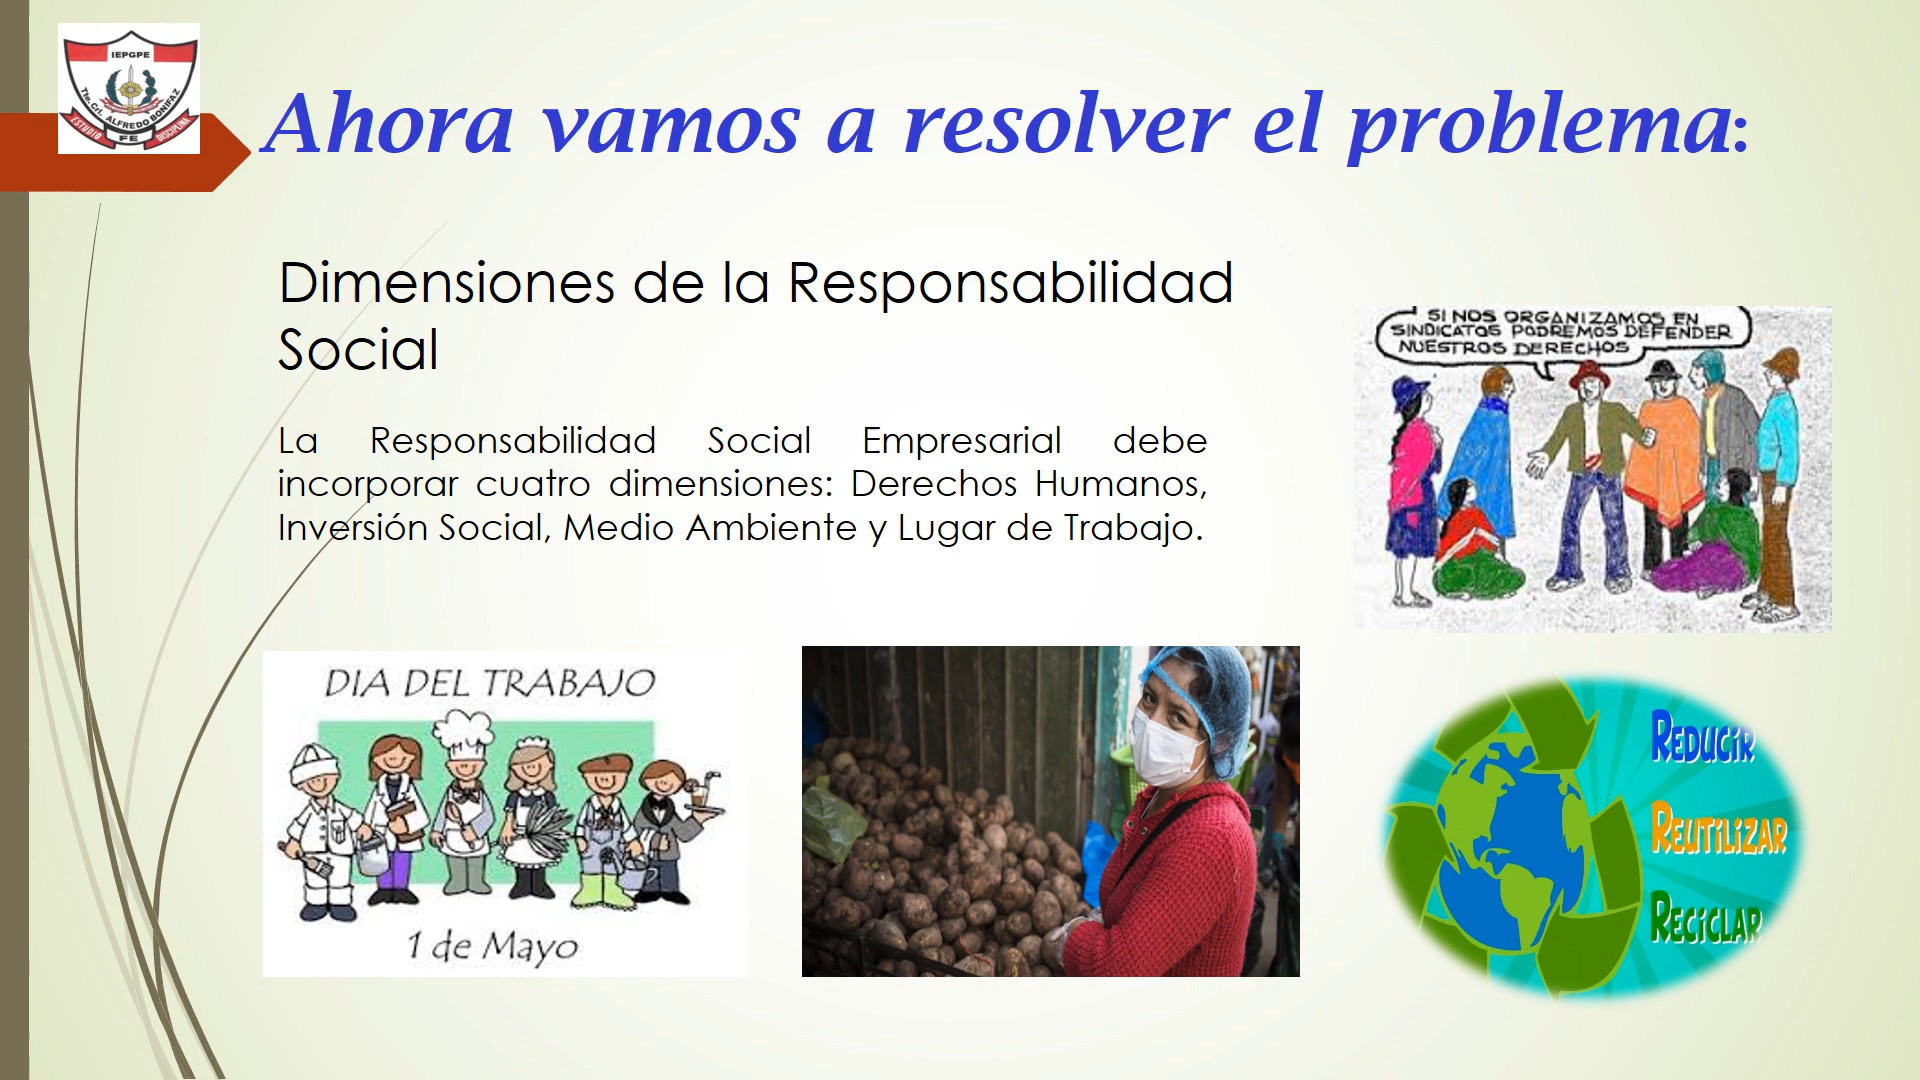 IEPGPE
Tte. Crl. ALFREDO BONIFAZ
ESTUDIO
FE
DISCIPLINA
Ahora vamos a resolver el problema:
Dimensiones de la Responsabilidad
Social
La Responsabilidad Social Empresarial debe
incorporar cuatro dimensiones: Derechos Humanos,
Inversión Social, Medio Ambiente y Lugar de Trabajo.
SI NOS ORGANIZAMOS EN
SINDICATOS PODREMOS DEFENDER
NUESTROS DERECHOS
DIA DEL TRABAJO
1 de Mayo
REDUCIR
REUTILIZAR
RECICLAR